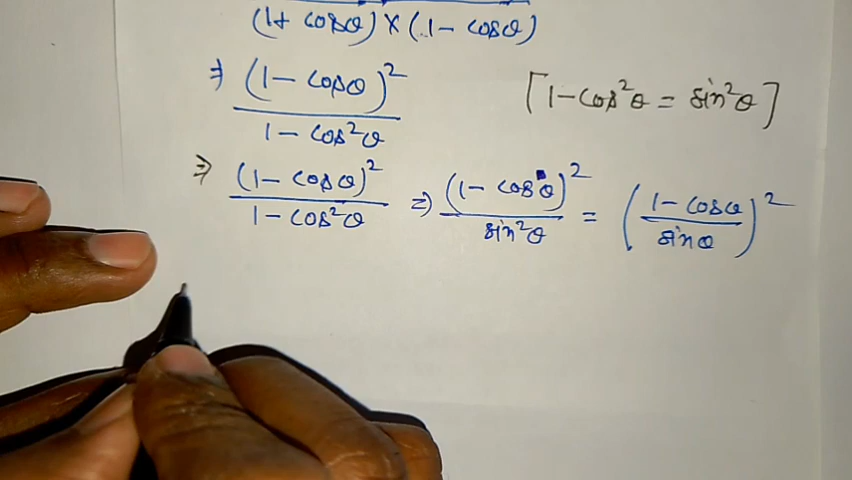 (1 + cosθ) × (1 - cosθ)
⇒ (1 - cosθ)² / 1 - cos²θ [1 - cos²θ = sin²θ]
⇒ (1 - cosθ)² / 1 - cos²θ ⇒ (1 - cosθ)² / sin²θ = (1 - cosθ / sinθ)²